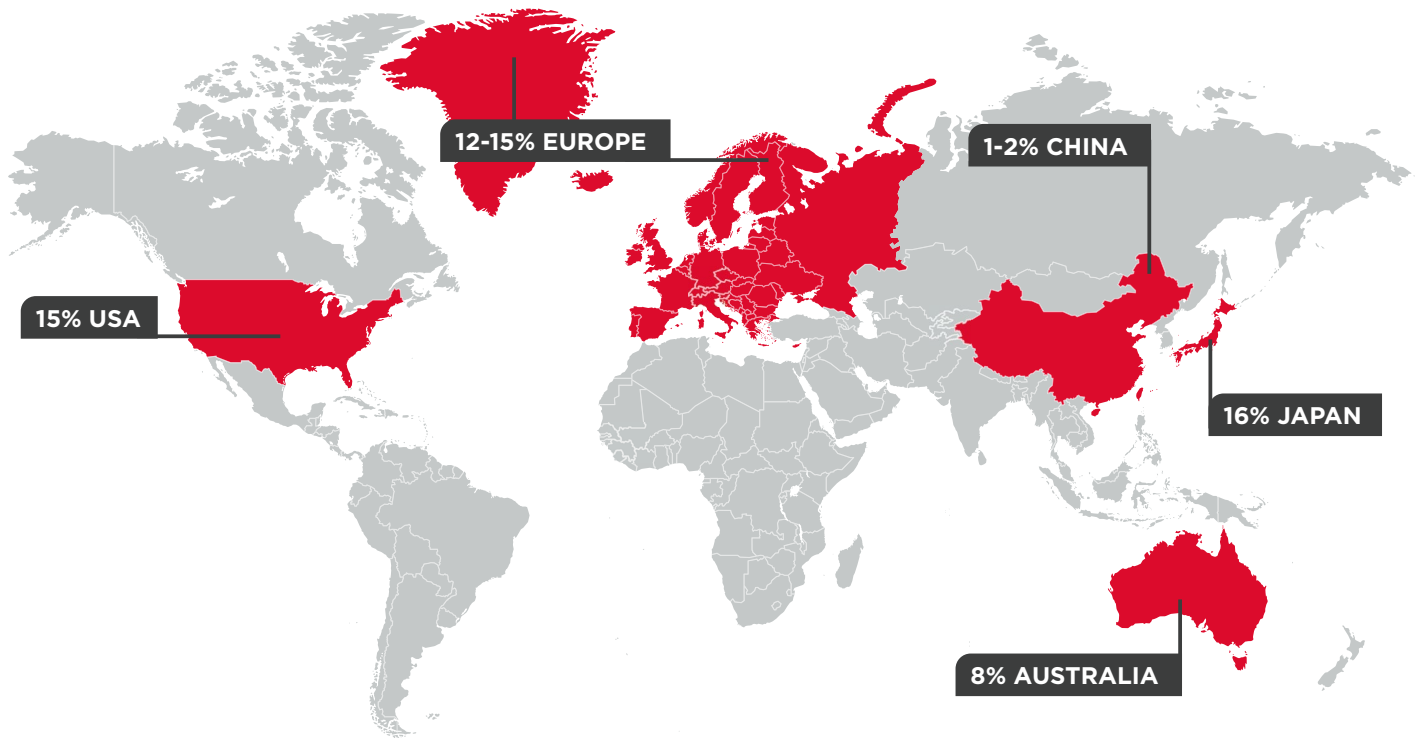 12-15% EUROPE
1-2% CHINA
15% USA
16% JAPAN
8% AUSTRALIA